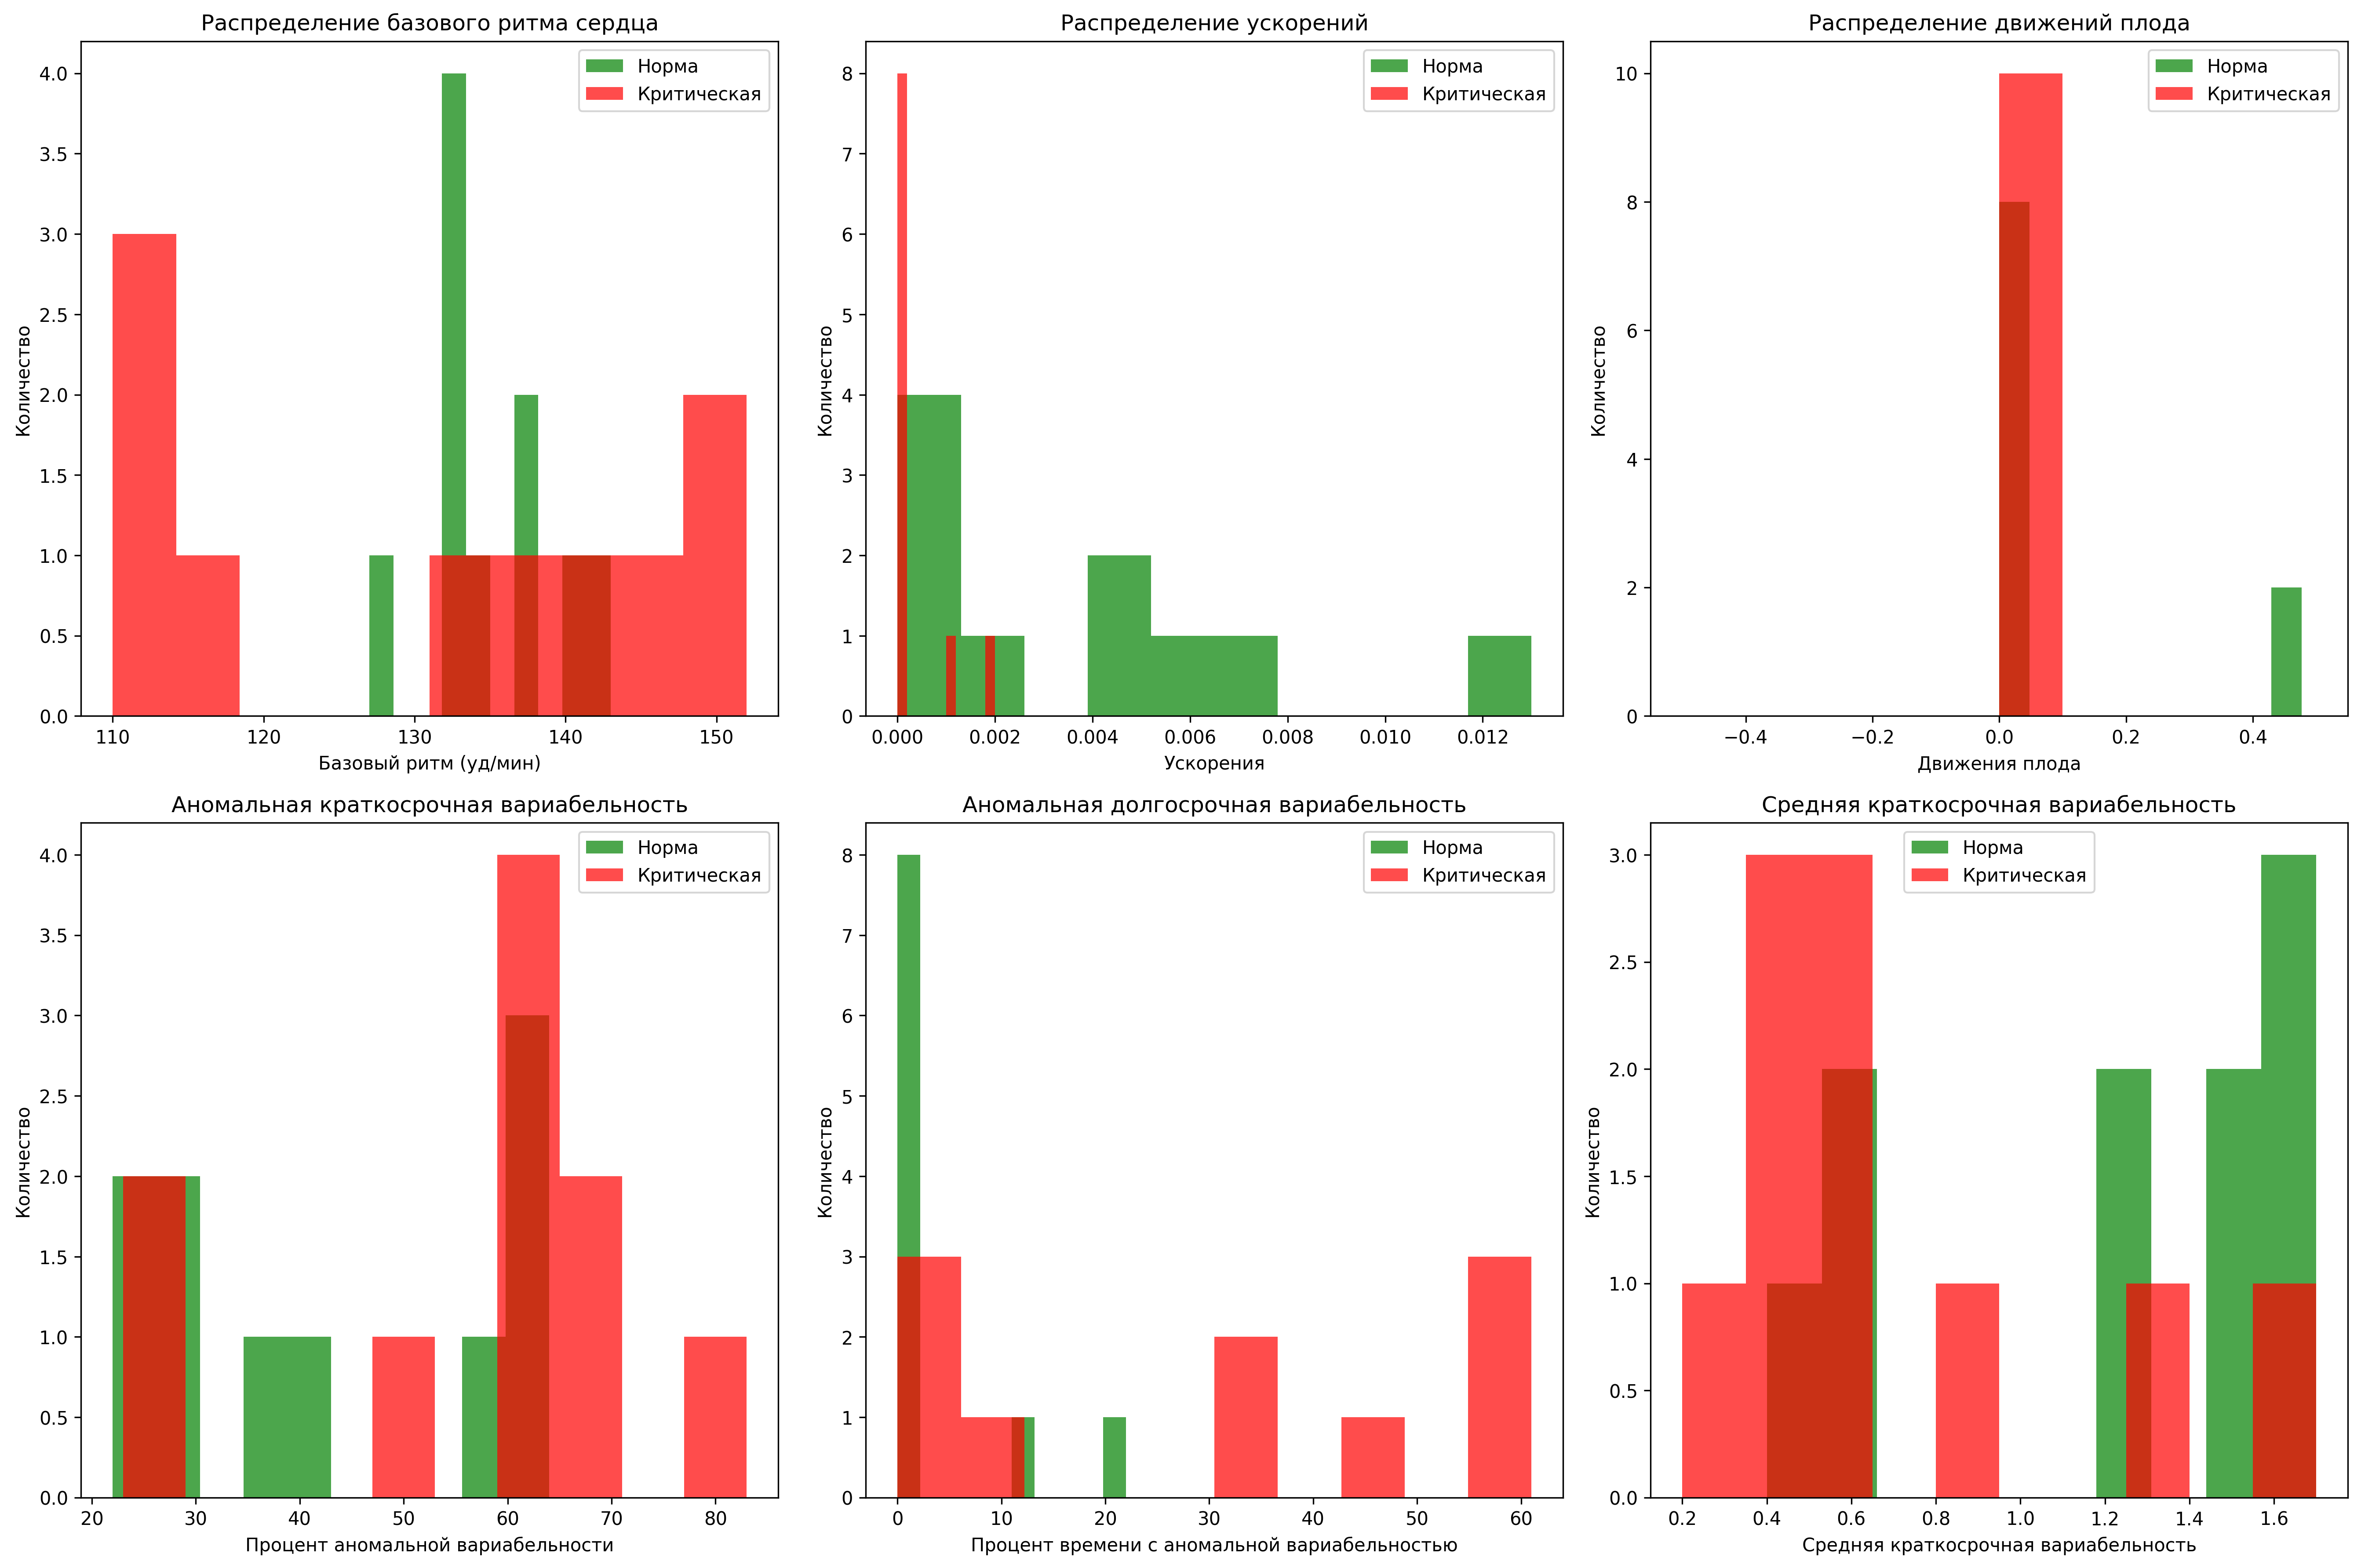 Распределение базового ритма сердца
Норма
Критическая
4.0
3.5
3.0
2.5
2.0
1.5
1.0
0.5
0.0
Количество
110 120 130 140 150
Базовый ритм (уд/мин)
Распределение ускорений
Норма
Критическая
8
7
6
5
4
3
2
1
0
Количество
0.000 0.002 0.004 0.006 0.008 0.010 0.012
Ускорения
Распределение движений плода
Норма
Критическая
10
8
6
4
2
0
Количество
−0.4 −0.2 0.0 0.2 0.4
Движения плода
Аномальная краткосрочная вариабельность
Норма
Критическая
4.0
3.5
3.0
2.5
2.0
1.5
1.0
0.5
0.0
Количество
20 30 40 50 60 70 80
Процент аномальной вариабельности
Аномальная долгосрочная вариабельность
Норма
Критическая
8
7
6
5
4
3
2
1
0
Количество
0 10 20 30 40 50 60
Процент времени с аномальной вариабельностью
Средняя краткосрочная вариабельность
Норма
Критическая
3.0
2.5
2.0
1.5
1.0
0.5
0.0
Количество
0.2 0.4 0.6 0.8 1.0 1.2 1.4 1.6
Средняя краткосрочная вариабельность